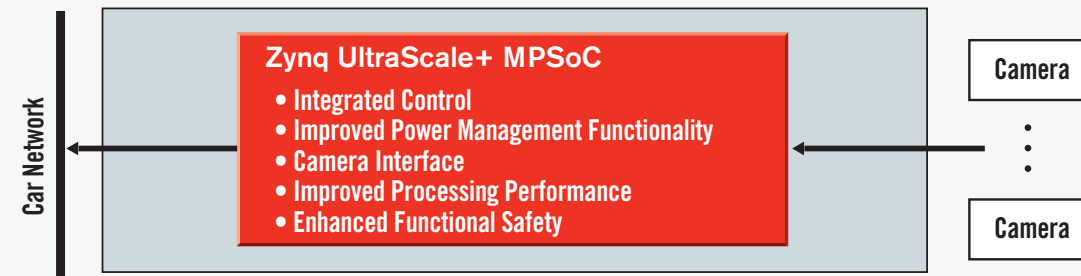 Car Network
Zynq UltraScale+ MPSoC
• Integrated Control
• Improved Power Management Functionality
• Camera Interface
• Improved Processing Performance
• Enhanced Functional Safety
Camera
Camera